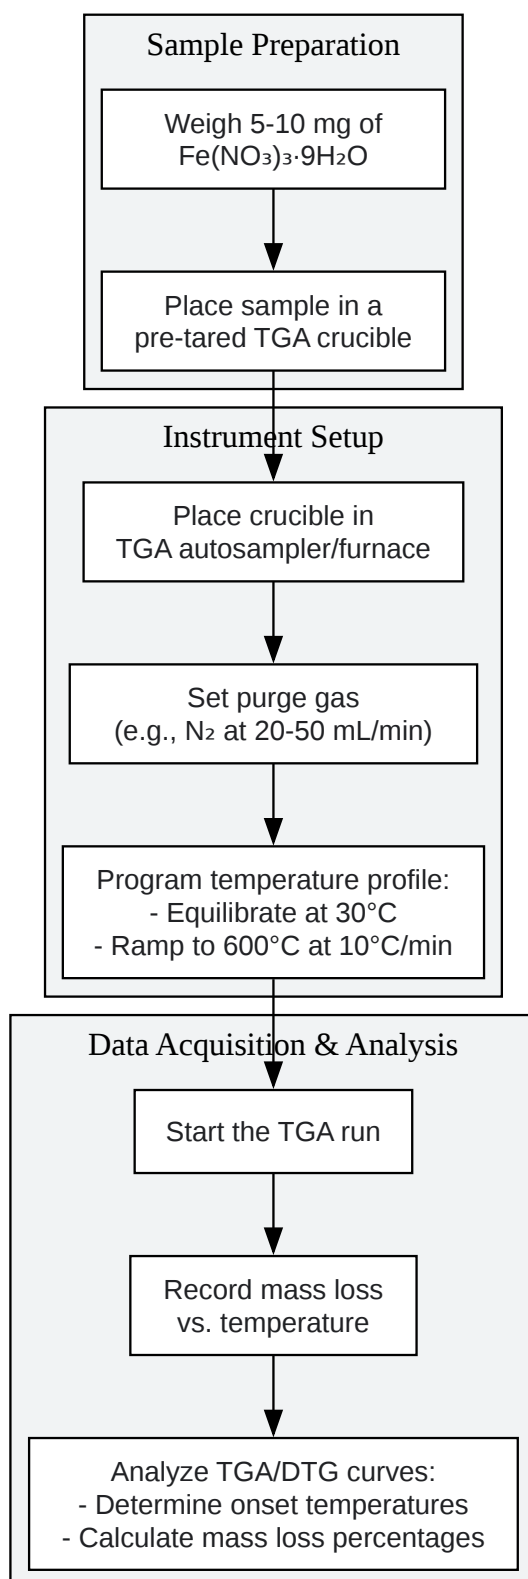 Sample Preparation
Weigh 5-10 mg of
Fe(NO₃)₃·9H₂O
Place sample in a
pre-tared TGA crucible
Instrument Setup
Place crucible in
TGA autosampler/furnace
Set purge gas
(e.g., N₂ at 20-50 mL/min)
Program temperature profile:
- Equilibrate at 30°C
- Ramp to 600°C at 10°C/min
Data Acquisition & Analysis
Start the TGA run
Record mass loss
vs. temperature
Analyze TGA/DTG curves:
- Determine onset temperatures
- Calculate mass loss percentages